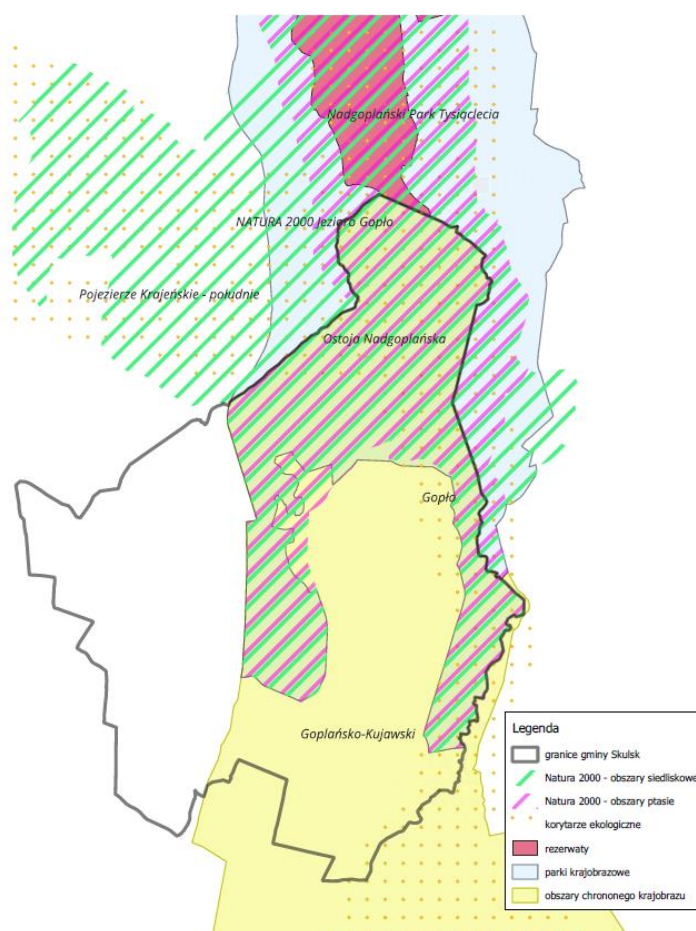 Nadgoplański Park Tysiąclecia
NATURA 2000 Jezioro Gopło
Pojezierze Krajeńskie - południe
Ostoja Nadgoplańska
Gopło
Goplańsko-Kujawski
Legenda
granice gminy Skulsk
Natura 2000 - obszary siedliskowe
Natura 2000 - obszary ptasie
korytarze ekologiczne
rezerwaty
parki krajobrazowe
obszary chrononego krajobrazu